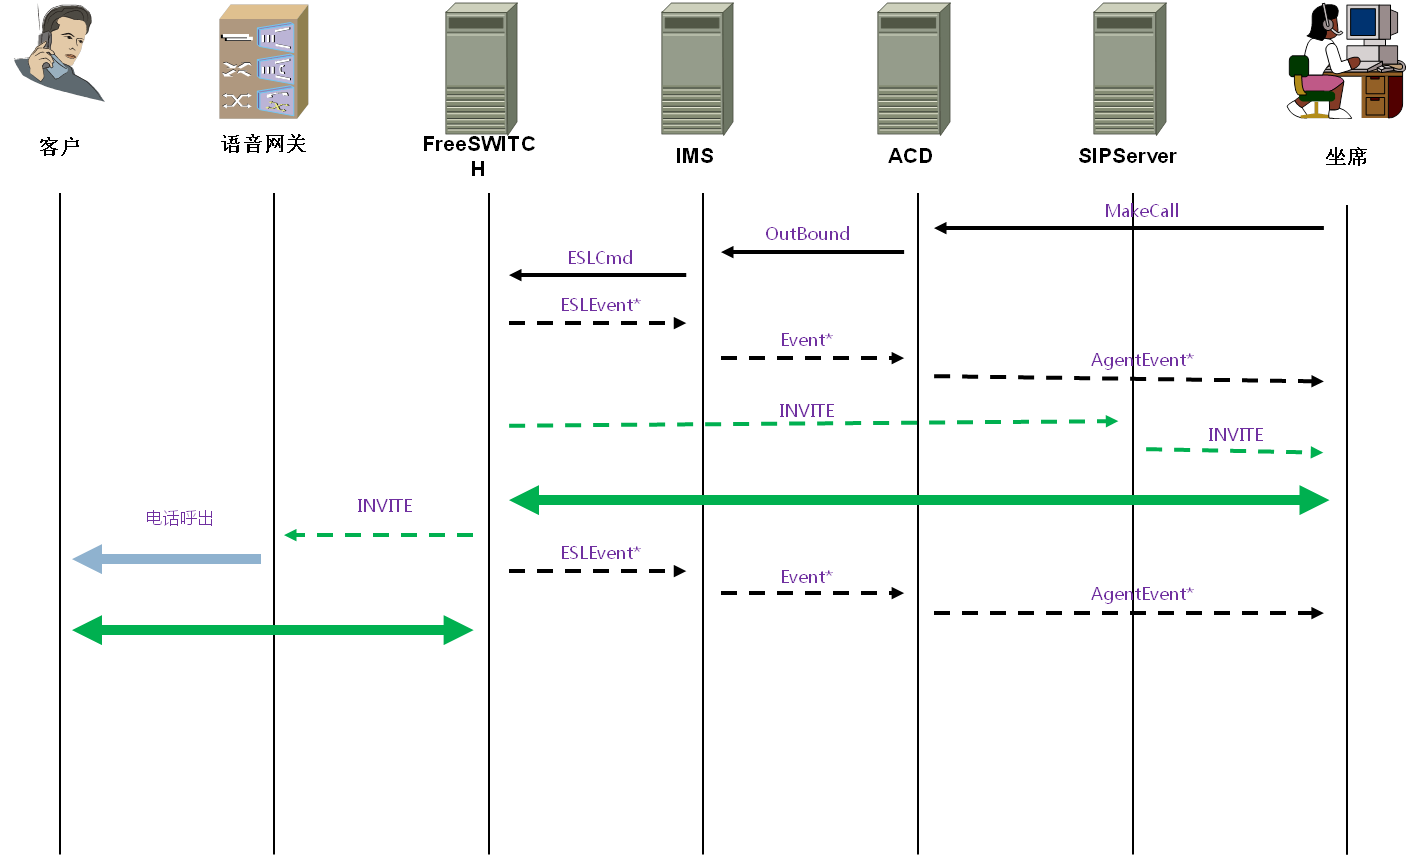 客户
语音网关
FreeSWITC
H
IMS
ACD
SIPServer
坐席
MakeCall
OutBound
ESLCmd
ESLEvent*
Event*
AgentEvent*
INVITE
INVITE
INVITE
电话呼出
ESLEvent*
Event*
AgentEvent*